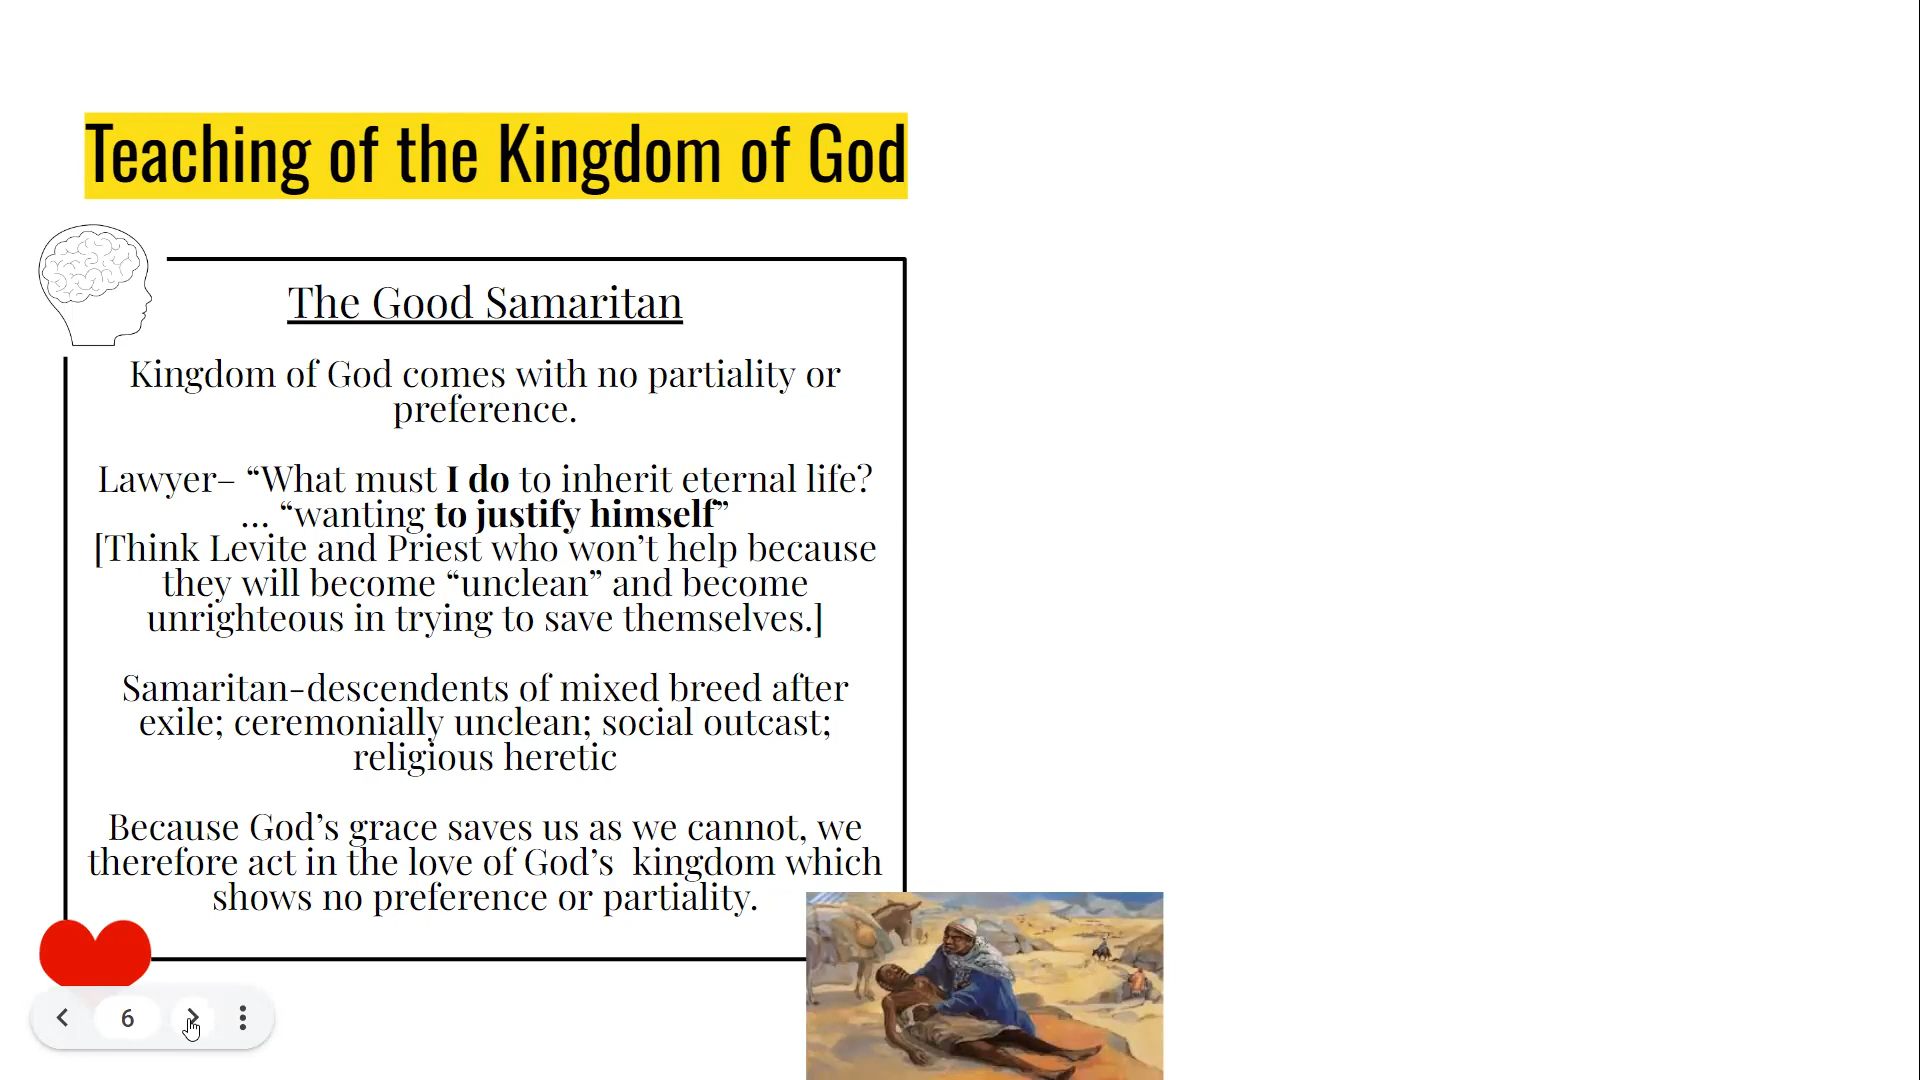 Teaching of the Kingdom of God
The Good Samaritan
Kingdom of God comes with no partiality or
preference.
Lawyer– “What must I do to inherit eternal life?
... “wanting to justify himself”
[Think Levite and Priest who won’t help because
they will become “unclean” and become
unrighteous in trying to save themselves.]
Samaritan-descendents of mixed breed after
exile; ceremonially unclean; social outcast;
religious heretic
Because God’s grace saves us as we cannot, we
therefore act in the love of God’s  kingdom which
shows no preference or partiality.
6